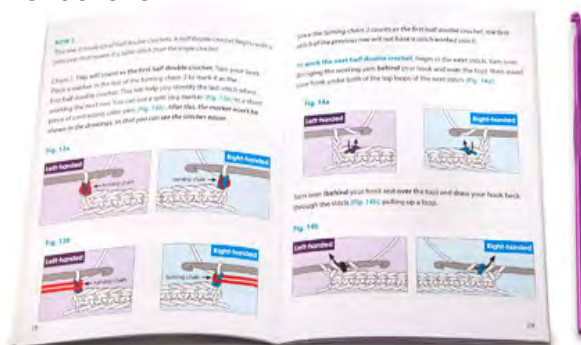 ROW 2
This row is made up of half double crochets. A half double crochet begins with a
yarn over that makes it a taller stitch than the single crochet.
Chain 2. This will count as the first half double crochet. Turn your work.
Place a marker in the top of the turning chain 2 to mark it as the
first half double crochet. This will help you identify the last stitch when
working the next row. You can use a split ring marker (Fig. 13a) or a short
piece of contrasting color yarn (Fig. 13b). After this, the marker won't be
shown in the drawings, so that you can see the stitches easier.
Fig. 13a
Left-handed
turning chain
Right-handed
turning chain
Fig. 13b
Left-handed
turning chain
Right-handed
turning chain
Since the turning chain 2 counts as the first half double crochet, the first
stitch of the previous row will not have a stitch worked into it.
To work the next half double crochet, begin in the next stitch. Yarn over
(bringing the working yarn behind your hook and over the top), then insert
your hook under both of the top loops of the next stitch (Fig. 14a).
Fig. 14a
Left-handed
Right-handed
Yarn over (behind your hook and over the top) and draw your hook back
through the stitch (Fig. 14b), pulling up a loop.
Fig. 14b
Left-handed
Right-handed